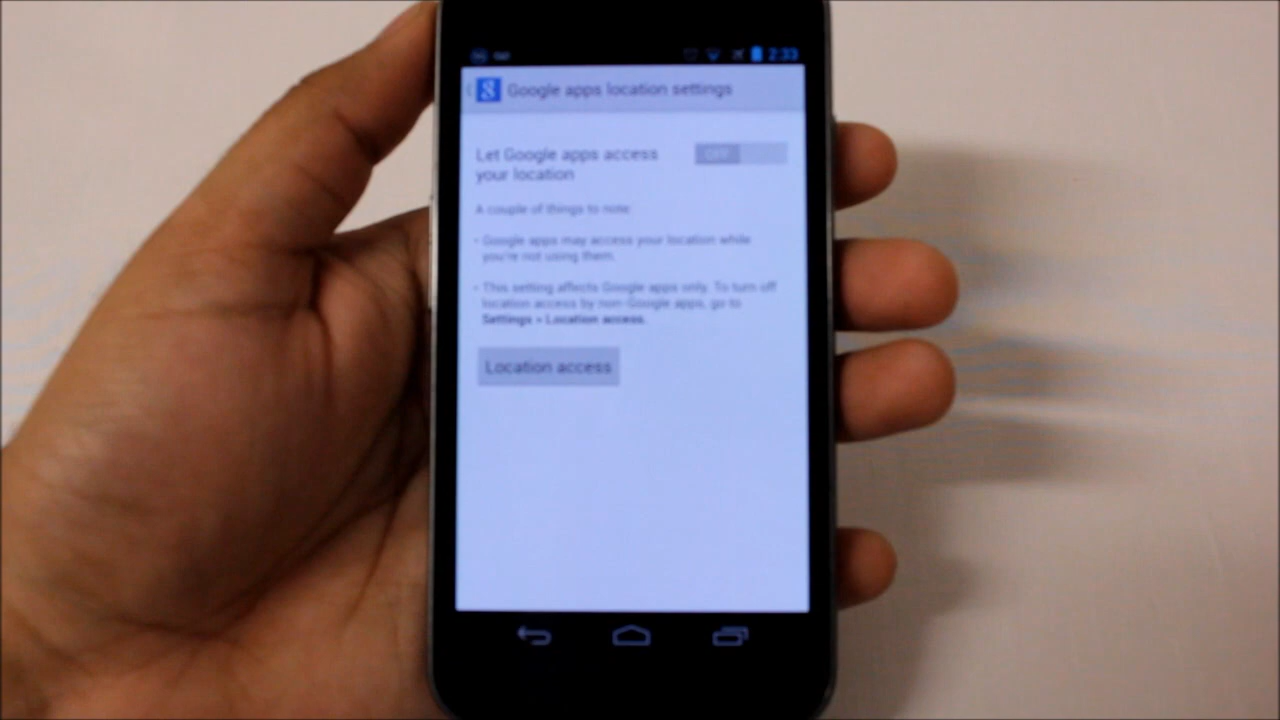 2:33
Google apps location settings
Let Google apps access
OFF
your location
A couple of things to note:
• Google apps may access your location while
you're not using them.
• This setting affects Google apps only. To turn off
location access by non-Google apps, go to
Settings > Location access.
Location access